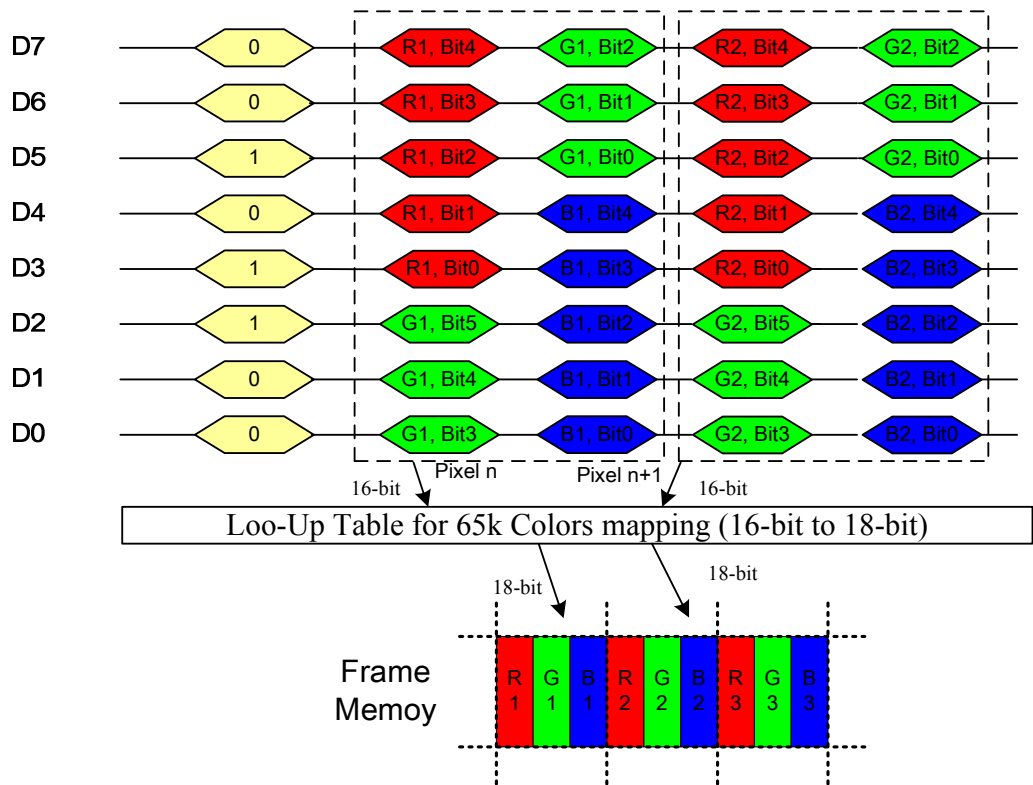 D7 0 R1, Bit4 G1, Bit2 R2, Bit4 G2, Bit2
D6 0 R1, Bit3 G1, Bit1 R2, Bit3 G2, Bit1
D5 1 R1, Bit2 G1, Bit0 R2, Bit2 G2, Bit0
D4 0 R1, Bit1 B1, Bit4 R2, Bit1 B2, Bit4
D3 1 R1, Bit0 B1, Bit3 R2, Bit0 B2, Bit3
D2 1 G1, Bit5 B1, Bit2 G2, Bit5 B2, Bit2
D1 0 G1, Bit4 B1, Bit1 G2, Bit4 B2, Bit1
D0 0 G1, Bit3 B1, Bit0 G2, Bit3 B2, Bit0
Pixel n Pixel n+1
16-bit 16-bit
Loo-Up Table for 65k Colors mapping (16-bit to 18-bit)
18-bit 18-bit
Frame
Memoy
R G B R G B R G B
1 1 1 2 2 2 3 3 3